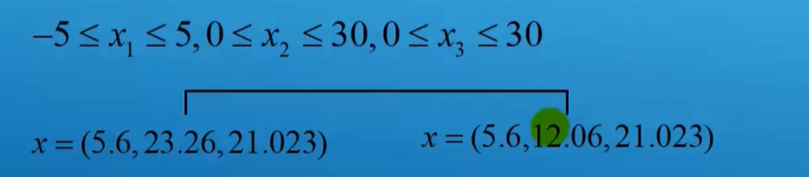 −5 ≤ x₁ ≤ 5, 0 ≤ x₂ ≤ 30, 0 ≤ x₃ ≤ 30
x = (5.6, 23.26, 21.023) x = (5.6, 12.06, 21.023)